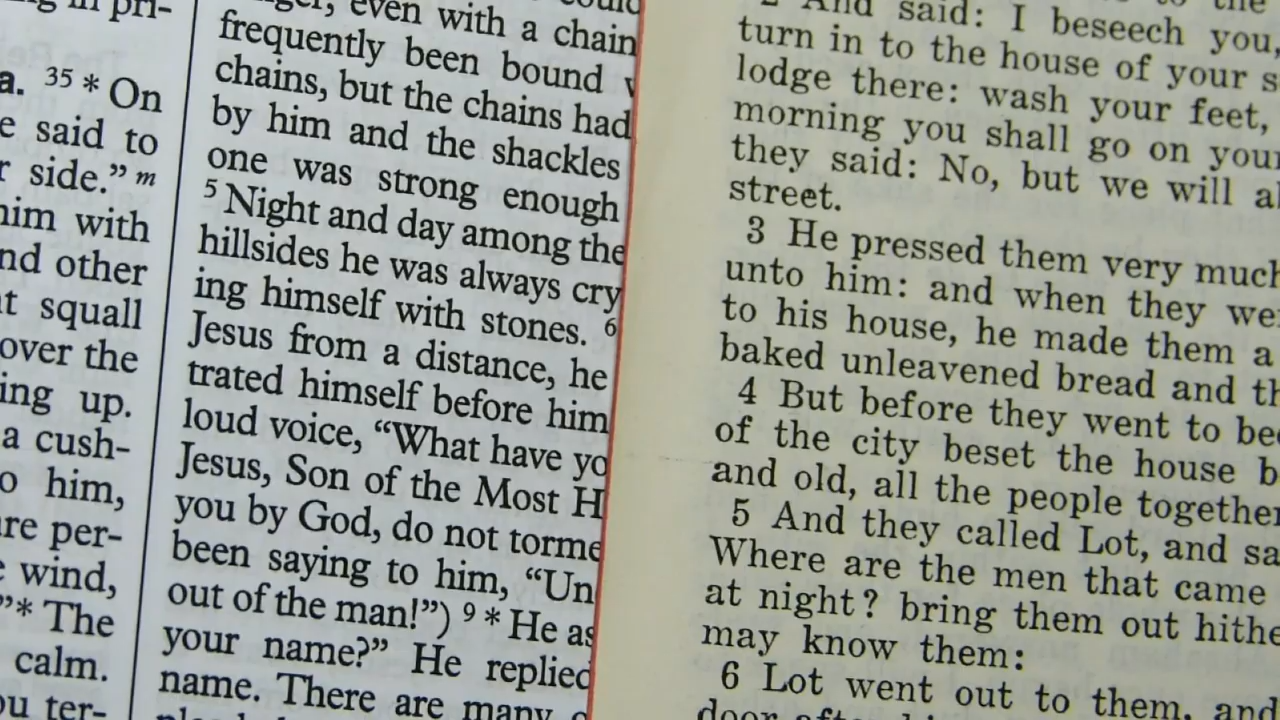 a. 35 * On
e said to
r side.” m
him with
nd other
t squall
over the
ing up.
a cush-
o him,
re per-
wind,
”* The
calm.
ou ter-
even with a chain
frequently been bound
chains, but the chains had
by him and the shackles
one was strong enough
5 Night and day among the
hillsides he was always cry
ing himself with stones. 6
Jesus from a distance, he
trated himself before him
loud voice, “What have yo
Jesus, Son of the Most H
you by God, do not torme
been saying to him, “Un
out of the man!”) 9 * He as
your name?” He replied
name. There are many
2 And said: I beseech you,
turn in to the house of your s
lodge there: wash your feet,
morning you shall go on your
they said: No, but we will a
street.
3 He pressed them very much
unto him: and when they we
to his house, he made them a
baked unleavened bread and th
4 But before they went to be
of the city beset the house b
and old, all the people together
5 And they called Lot, and sa
Where are the men that came
at night? bring them out hithe
may know them:
6 Lot went out to them, and
door after